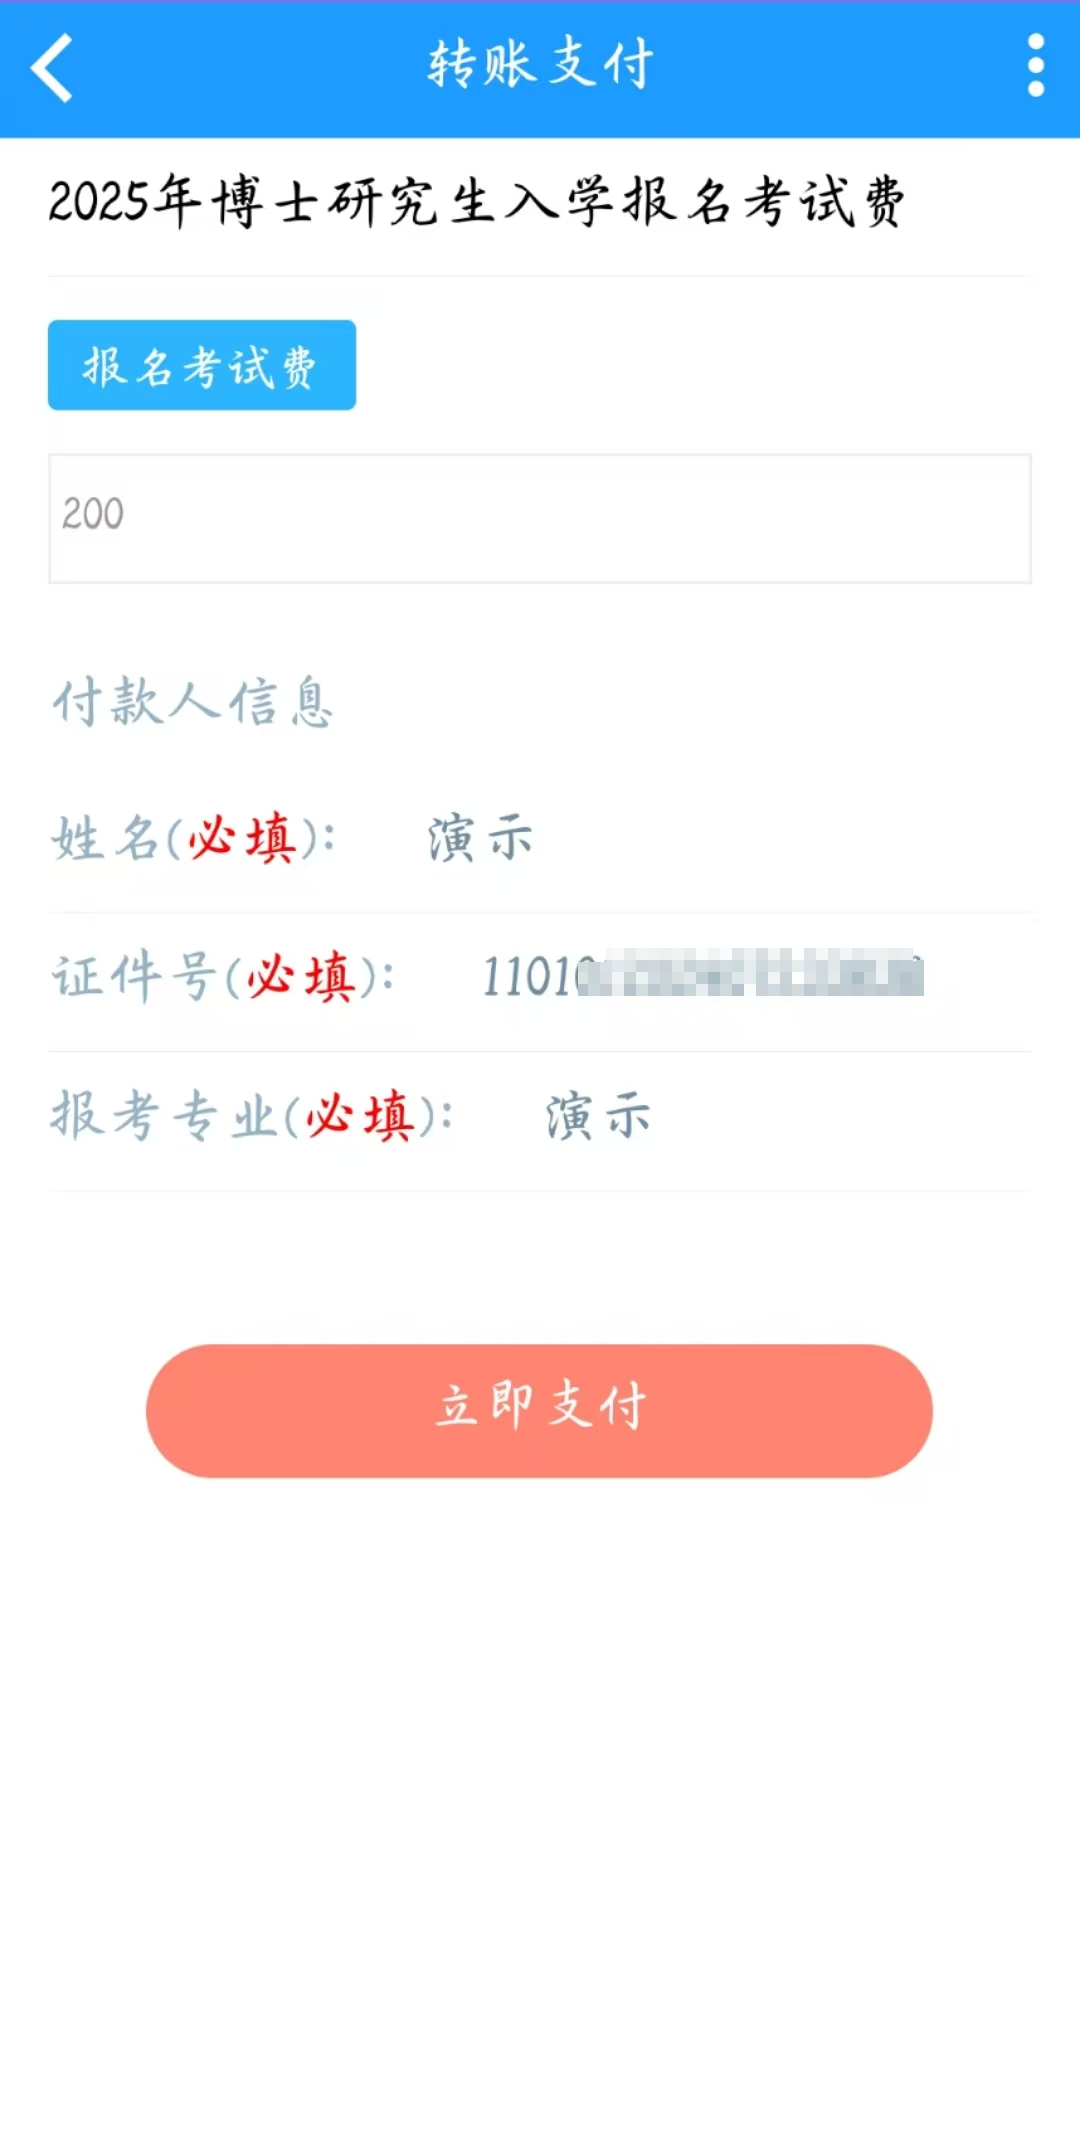 转账支付
2025年博士研究生入学报名考试费
报名考试费
200
付款人信息
姓名(必填): 演示
证件号(必填): 11010
报考专业(必填): 演示
立即支付